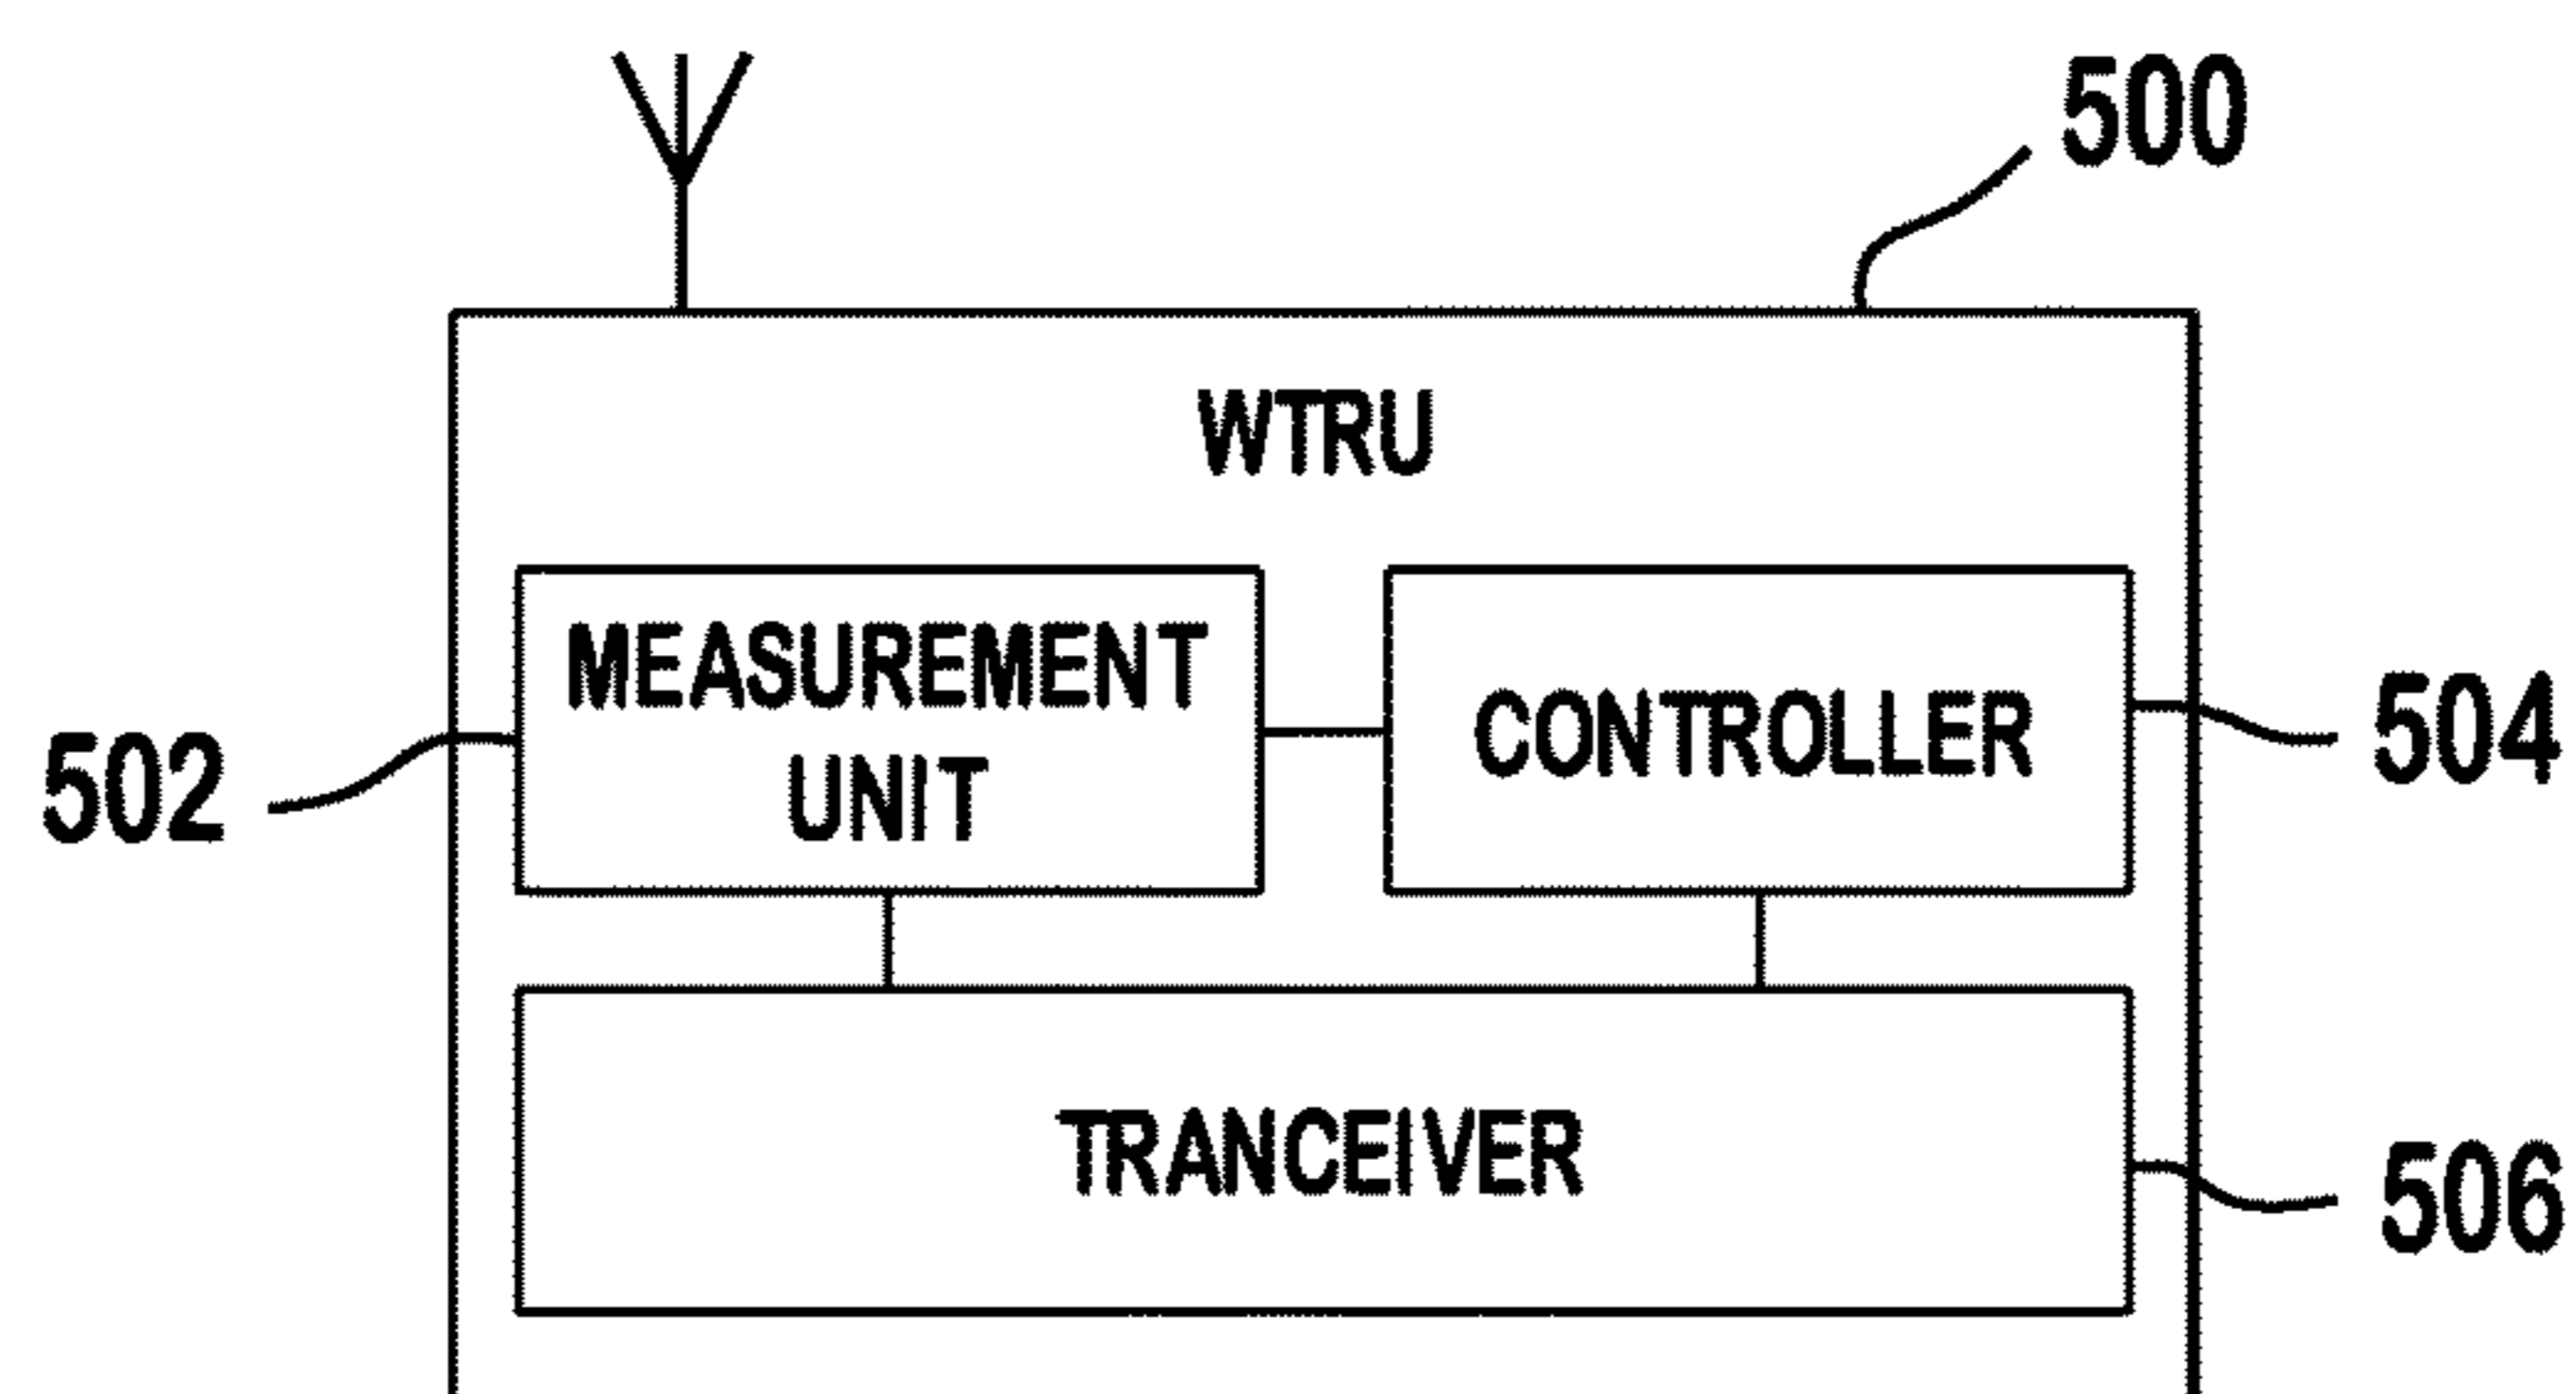 500
WTRU
MEASUREMENT
UNIT
CONTROLLER
502
504
TRANCEIVER
506